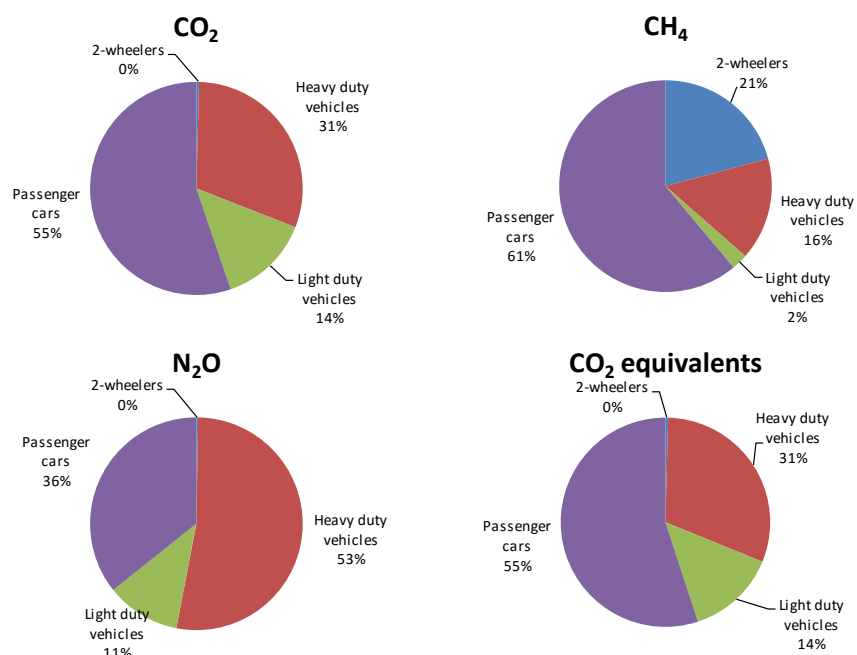 CO₂
2-wheelers
0%
Heavy duty
vehicles
31%
Passenger
cars
55%
Light duty
vehicles
14%
CH₄
2-wheelers
21%
Heavy duty
vehicles
16%
Passenger
cars
61%
Light duty
vehicles
2%
N₂O
2-wheelers
0%
Passenger
cars
36%
Heavy duty
vehicles
53%
Light duty
vehicles
11%
CO₂ equivalents
2-wheelers
0%
Heavy duty
vehicles
31%
Passenger
cars
55%
Light duty
vehicles
14%